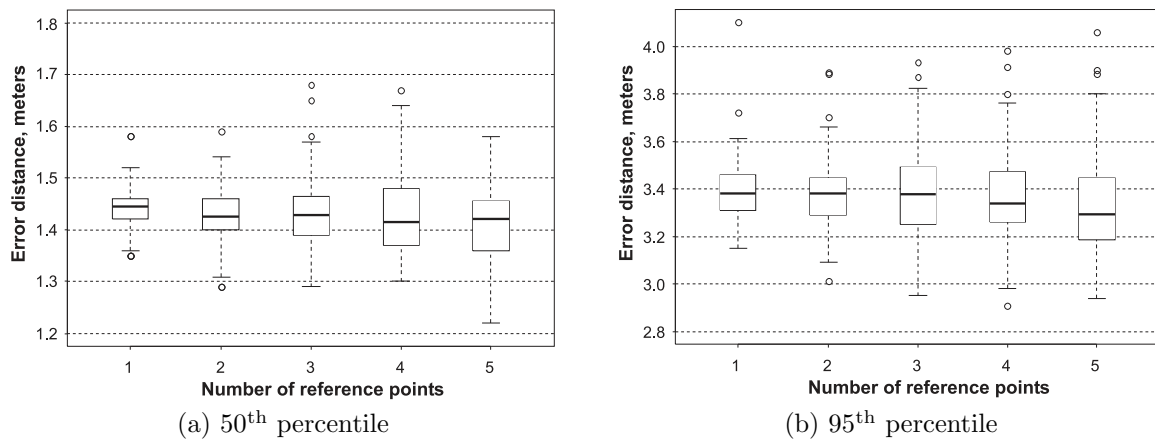 1.8
1.7
1.6
1.5
1.4
1.3
1.2
Error distance, meters
1 2 3 4 5
Number of reference points
(a) 50th percentile
4.0
3.8
3.6
3.4
3.2
3.0
2.8
Error distance, meters
1 2 3 4 5
Number of reference points
(b) 95th percentile